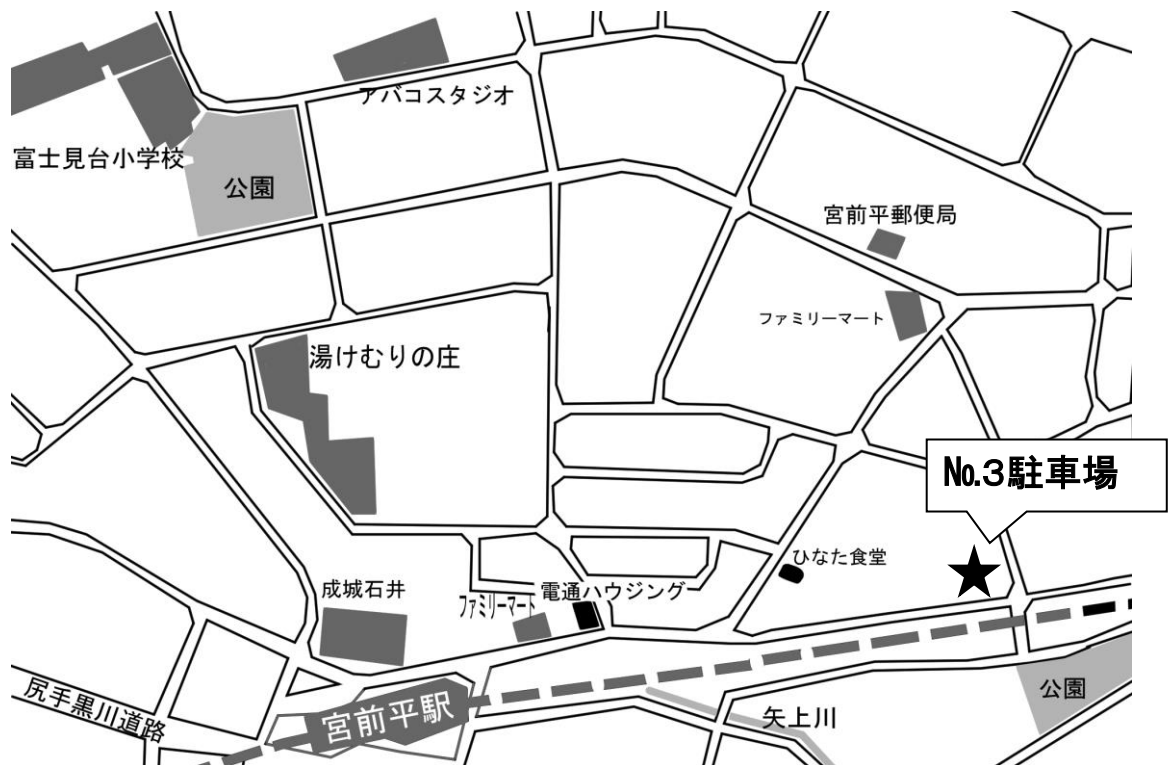 アバコスタジオ
富士見台小学校
公園
宮前平郵便局
ファミリーマート
湯けむりの庄
№.3駐車場
ひなた食堂
成城石井
電通ハウジング
ファミリーマート
尻手黒川道路
宮前平駅
矢上川
公園